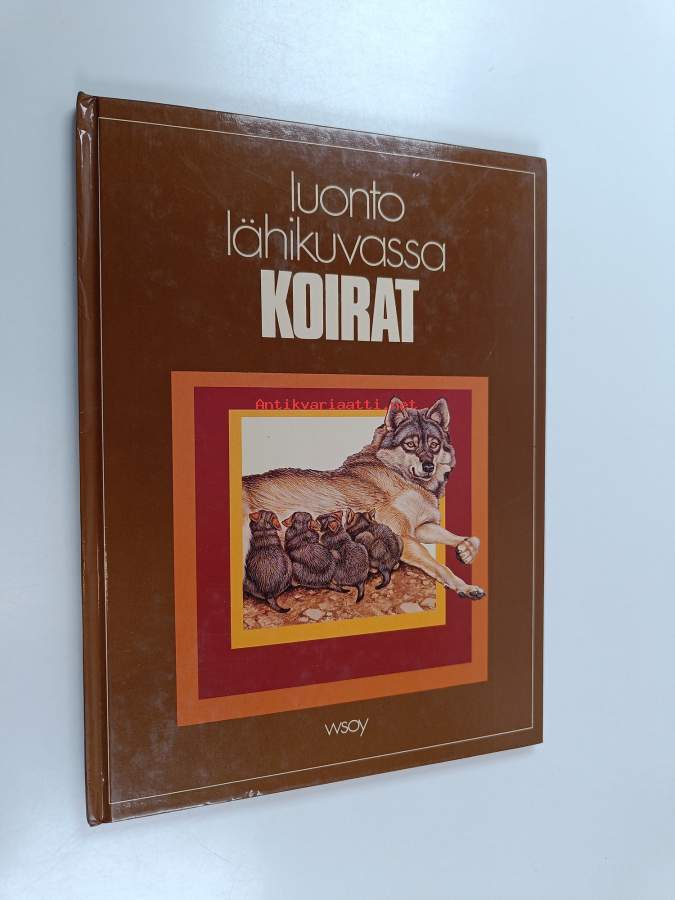 luonto
lähikuvassa
KOIRAT
Antikvariaatti.net
wsoy